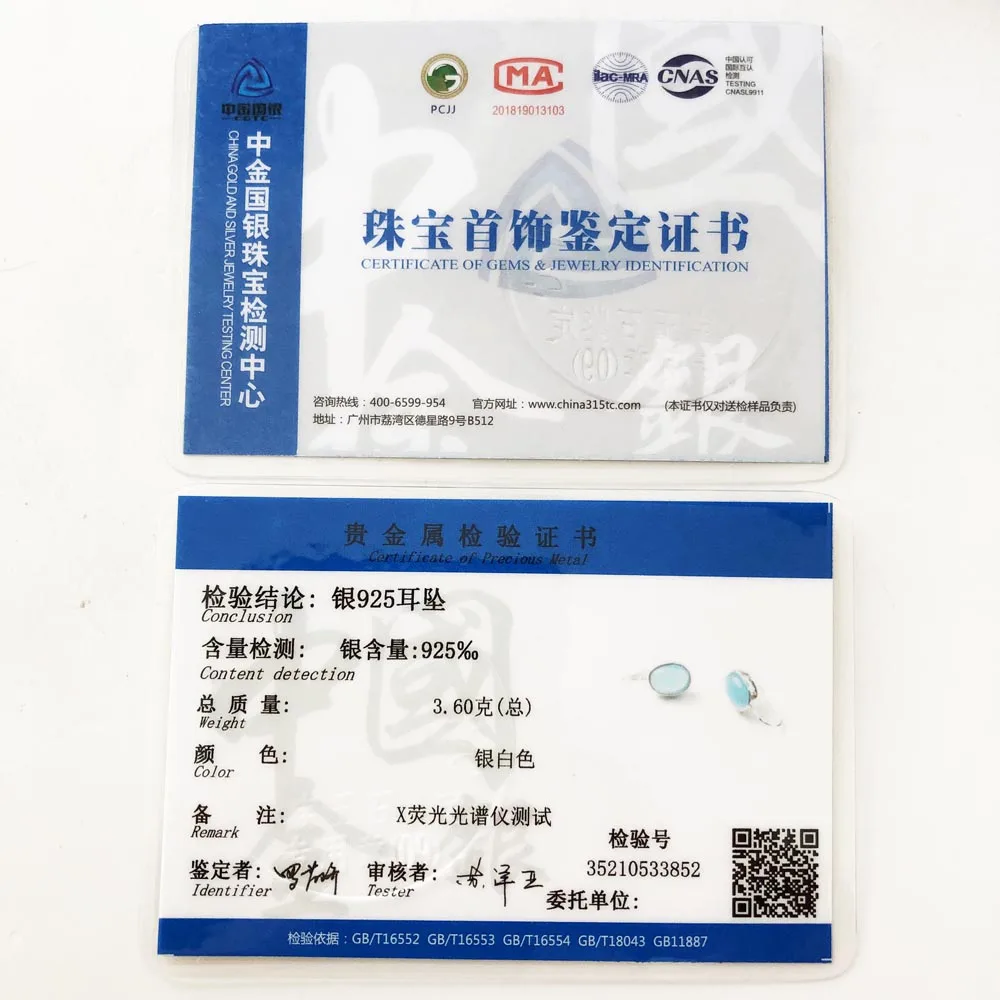 中金国银
CGTC
中金国银珠宝检测中心
CHINA GOLD AND SILVER JEWELRY TESTING CENTER
PCJJ
MA
201819013103
ilac-MRA
CNAS
中国认可
国际互认
检测
TESTING
CNASL9911
珠宝首饰鉴定证书
CERTIFICATE OF GEMS & JEWELRY IDENTIFICATION
咨询热线：400-6599-954 官方网址：www.china315tc.com (本证书仅对送检样品负责)
地址：广州市荔湾区德星路9号B512
贵金属检验证书
Certificate of Precious Metal
检验结论: 银925耳坠
Conclusion
含量检测: 银含量:925‰
Content detection
总质量: 3.60克(总)
Weight
颜色: 银白色
Color
备注: X荧光光谱仪测试
Remark
鉴定者:
Identifier
审核者:
Tester
检验号
35210533852
委托单位:
检验依据：GB/T16552 GB/T16553 GB/T16554 GB/T18043 GB11887